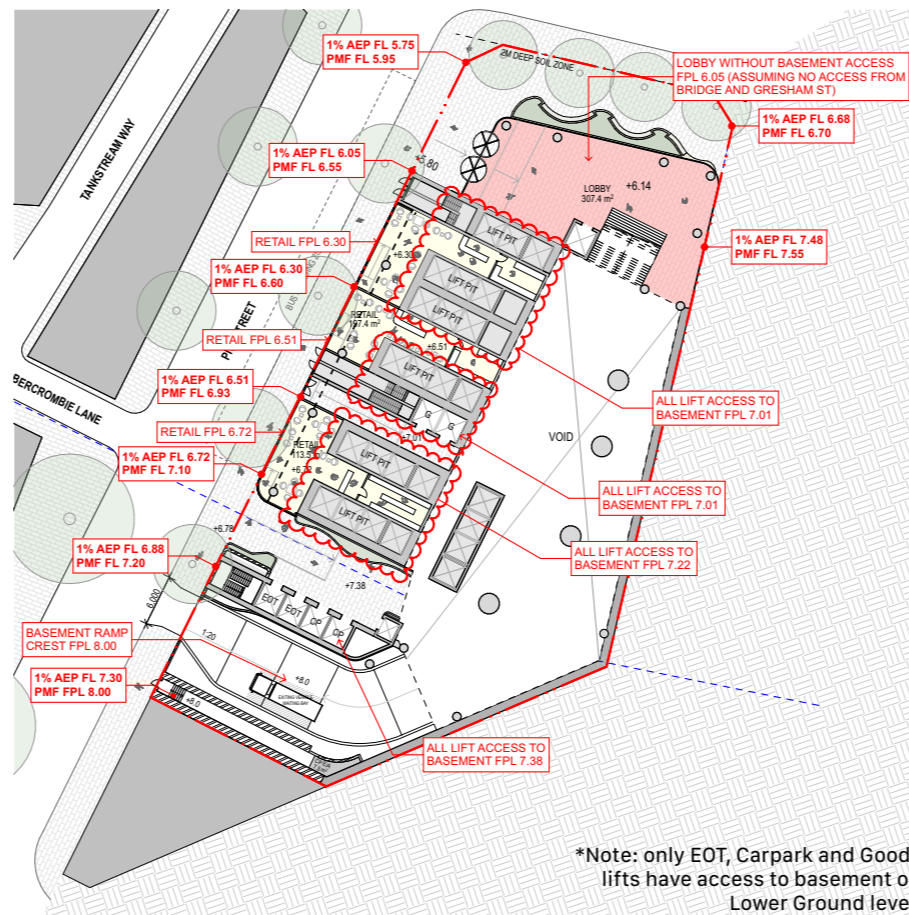 1% AEP FL 5.75
PMF FL 5.95
2M DEEP SOIL ZONE
LOBBY WITHOUT BASEMENT ACCESS
FPL 6.05 (ASSUMING NO ACCESS FROM
BRIDGE AND GRESHAM ST)
1% AEP FL 6.68
PMF FL 6.70
TANKSTREAM WAY
1% AEP FL 6.05
PMF FL 6.55
+5.80
LOBBY
307.4 m²
+6.14
LIFT PIT
RETAIL FPL 6.30
+6.30
1% AEP FL 7.48
PMF FL 7.55
LIFT PIT
LIFT PIT
1% AEP FL 6.30
PMF FL 6.60
BUS
STREET
RETAIL
RETAIL FPL 6.51
+6.51
LIFT PIT
1% AEP FL 6.51
PMF FL 6.93
BERCROMBIE LANE
ALL LIFT ACCESS TO
BASEMENT FPL 7.01
G
G
VOID
RETAIL FPL 6.72
+7.01
RETAIL
LIFT PIT
1% AEP FL 6.72
PMF FL 7.10
ALL LIFT ACCESS TO
BASEMENT FPL 7.01
LIFT PIT
+6.78
ALL LIFT ACCESS TO
BASEMENT FPL 7.22
1% AEP FL 6.88
PMF FL 7.20
+7.38
6,000
EOT
EOT
CP
CP
BASEMENT RAMP
CREST FPL 8.00
1:20
+8.0
WAITING BAY
1% AEP FL 7.30
PMF FPL 8.00
+8.0
ALL LIFT ACCESS TO
BASEMENT FPL 7.38
*Note: only EOT, Carpark and Good
lifts have access to basement o
Lower Ground leve